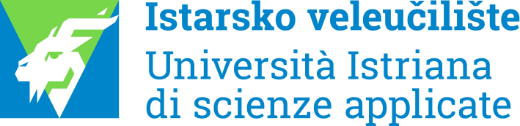 Istarsko veleučilište
Università Istriana
di scienze applicate